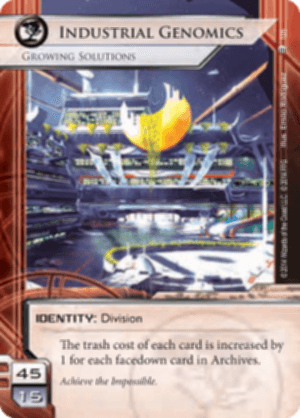 INDUSTRIAL GENOMICS
GROWING SOLUTIONS
IDENTITY: Division
The trash cost of each card is increased by
1 for each facedown card in Archives.
Achieve the Impossible.
45
15